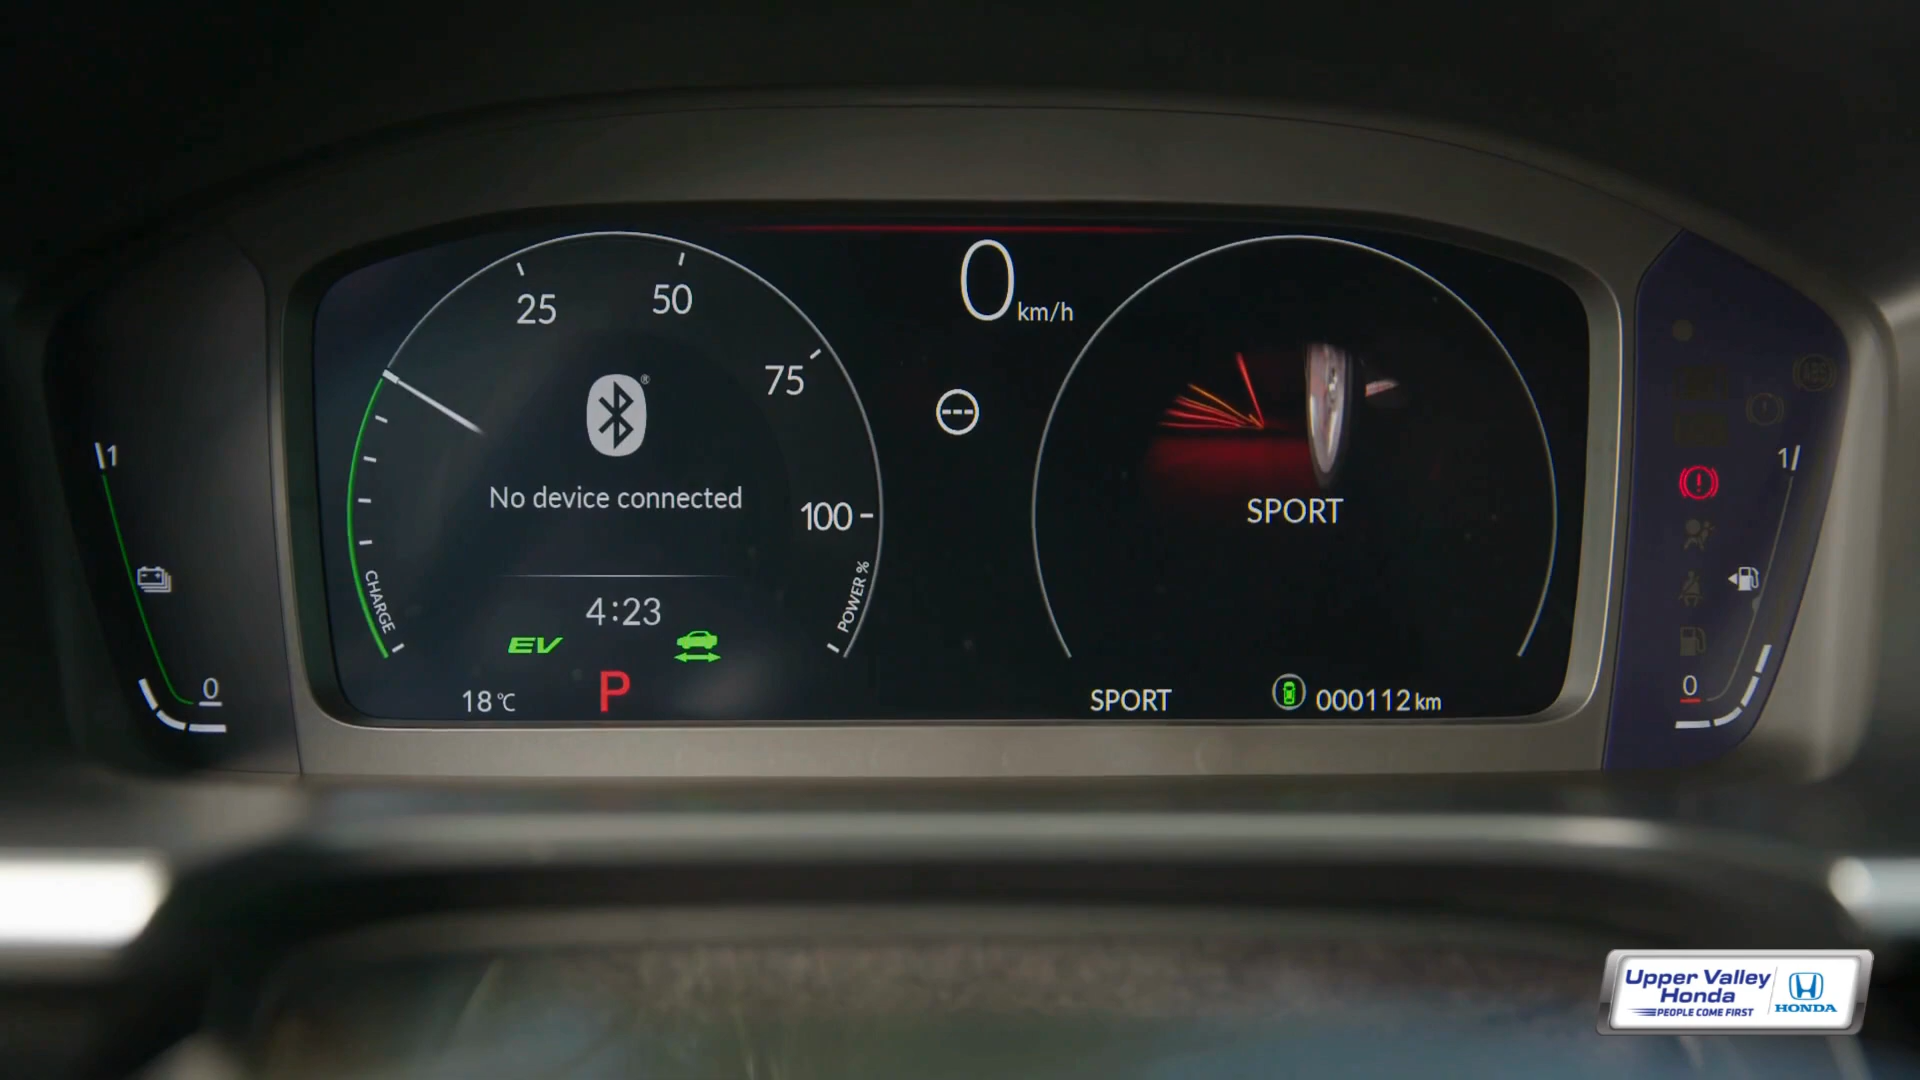 0 km/h
25
50
75
100
No device connected
CHARGE
POWER %
4:23
EV
18°C
P
1
0
SPORT
SPORT
000112 km
ABS
1
0
Upper Valley
Honda
PEOPLE COME FIRST
HONDA